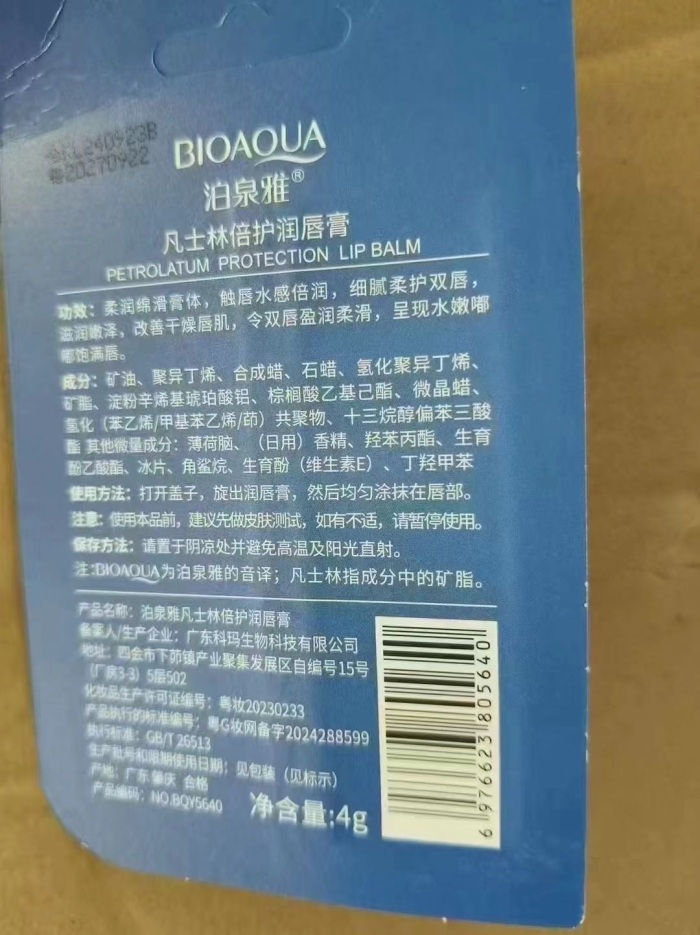 KL240923B
20270922
BIOAQUA
泊泉雅®
凡士林倍护润唇膏
PETROLATUM PROTECTION LIP BALM
功效：柔润绵滑膏体，触唇水感倍润，细腻柔护双唇，
滋润嫩泽，改善干燥唇肌，令双唇盈润柔滑，呈现水嫩嘟
嘟饱满唇。
成分：矿油、聚异丁烯、合成蜡、石蜡、氢化聚异丁烯、
矿脂、淀粉辛烯基琥珀酸铝、棕榈酸乙基己酯、微晶蜡、
氢化（苯乙烯/甲基苯乙烯/茚）共聚物、十三烷醇偏苯三酸
酯 其他微量成分：薄荷脑、（日用）香精、羟苯丙酯、生育
酚乙酸酯、冰片、角鲨烷、生育酚（维生素E）、丁羟甲苯
使用方法：打开盖子，旋出润唇膏，然后均匀涂抹在唇部。
注意：使用本品前，建议先做皮肤测试，如有不适，请暂停使用。
保存方法：请置于阴凉处并避免高温及阳光直射。
注:BIOAQUA为泊泉雅的音译；凡士林指成分中的矿脂。
产品名称：泊泉雅凡士林倍护润唇膏
备案人/生产企业：广东科玛生物科技有限公司
地址：四会市下茆镇产业聚集发展区自编号15号
（厂房3-3）5层502
化妆品生产许可证编号：粤妆20230233
产品执行的标准编号：粤G妆网备字2024288599
执行标准：GB/T 26513
生产批号和限期使用日期：见包装（见标示）
产地：广东肇庆 合格
产品编码：NO.BQY5640
净含量:4g
6 976623 805640